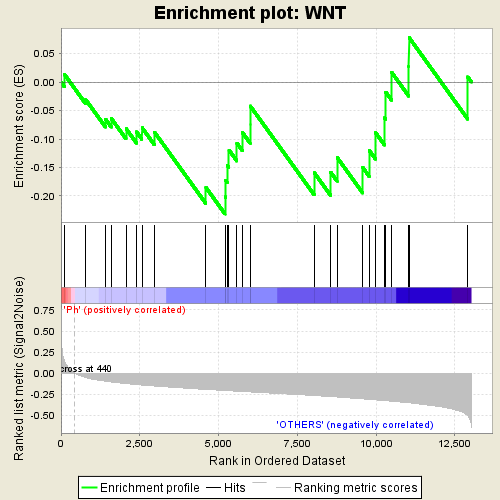 Enrichment plot: WNT
Enrichment score (ES)
0.05
0.00
-0.05
-0.10
-0.15
-0.20
'Ph' (positively correlated)
Ranked list metric (Signal2Noise)
0.75
0.50
0.25
0.00
-0.25
-0.50
cross at 440
'OTHERS' (negatively correlated)
0
2,500
5,000
7,500
10,000
12,500
Rank in Ordered Dataset
Enrichment profile
Hits
Ranking metric scores